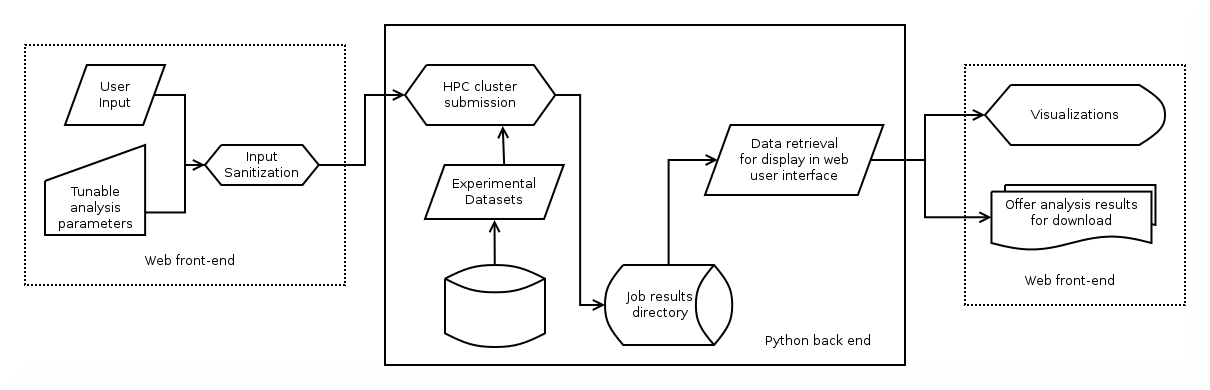 User
Input
Tunable
analysis
parameters
Input
Sanitization
Web front-end
HPC cluster
submission
Experimental
Datasets
Job results
directory
Data retrieval
for display in web
user interface
Python back end
Visualizations
Offer analysis results
for download
Web front-end